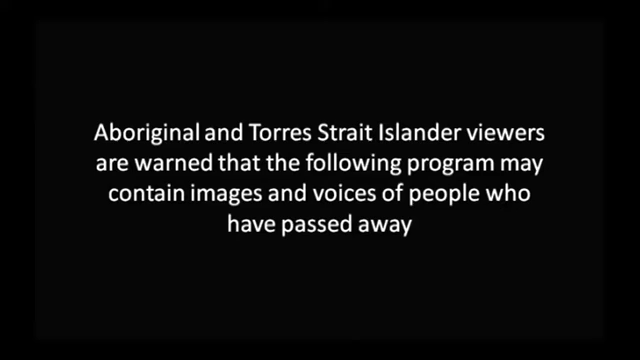 Aboriginal and Torres Strait Islander viewers
are warned that the following program may
contain images and voices of people who
have passed away